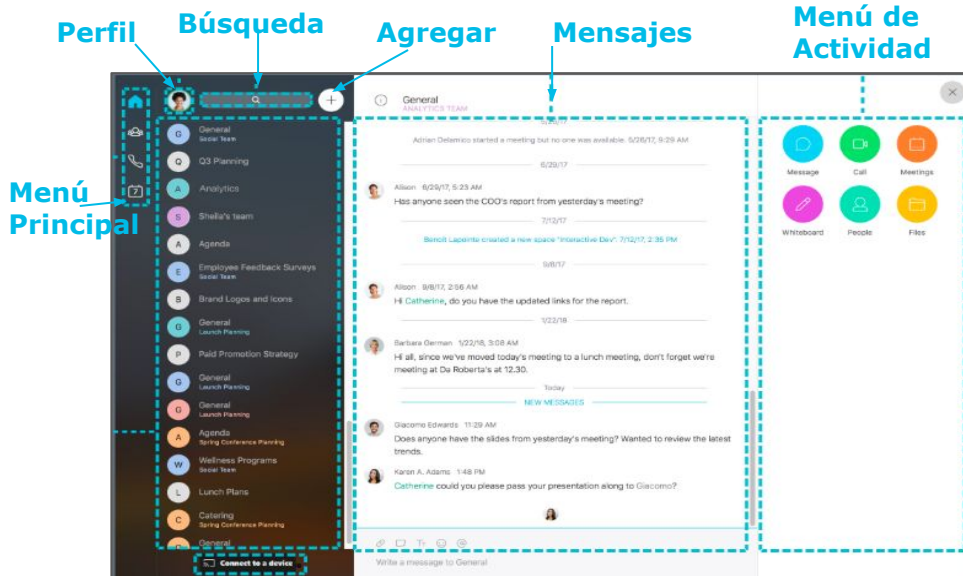 Perfil
Búsqueda
Agregar
Mensajes
Menú de
Actividad
Menú
Principal
7
General
Social Team
Q
Q3 Planning
A
Analytics
S
Sheila's team
A
Agenda
E
Employee Feedback Surveys
Social Team
B
Brand Logos and Icons
G
General
Launch Planning
P
Paid Promotion Strategy
G
General
Launch Planning
G
General
Launch Planning
A
Agenda
Spring Conference Planning
W
Wellness Programs
Social Team
L
Lunch Plans
C
Catering
Spring Conference Planning
General
Connect to a device
General
ANALYTICS TEAM
Adrian Delamico started a meeting but no one was available. 5/26/17, 9:29 AM
6/29/17
Alison 6/29/17, 5:23 AM
Has anyone seen the COO's report from yesterday's meeting?
7/12/17
Benoit Lapointe created a new space "Interactive Dev". 7/12/17, 2:35 PM
9/8/17
Alison 9/8/17, 2:56 AM
Hi Catherine, do you have the updated links for the report.
1/22/18
Barbara German 1/22/18, 3:08 AM
Hi all, since we've moved today's meeting to a lunch meeting, don't forget we're
meeting at Da Roberta's at 12.30.
Today
NEW MESSAGES
Giacomo Edwards 11:29 AM
Does anyone have the slides from yesterday's meeting? Wanted to review the latest
trends.
Karen A. Adams 1:48 PM
Catherine could you please pass your presentation along to Giacomo?
Write a message to General
Message
Call
Meetings
Whiteboard
People
Files